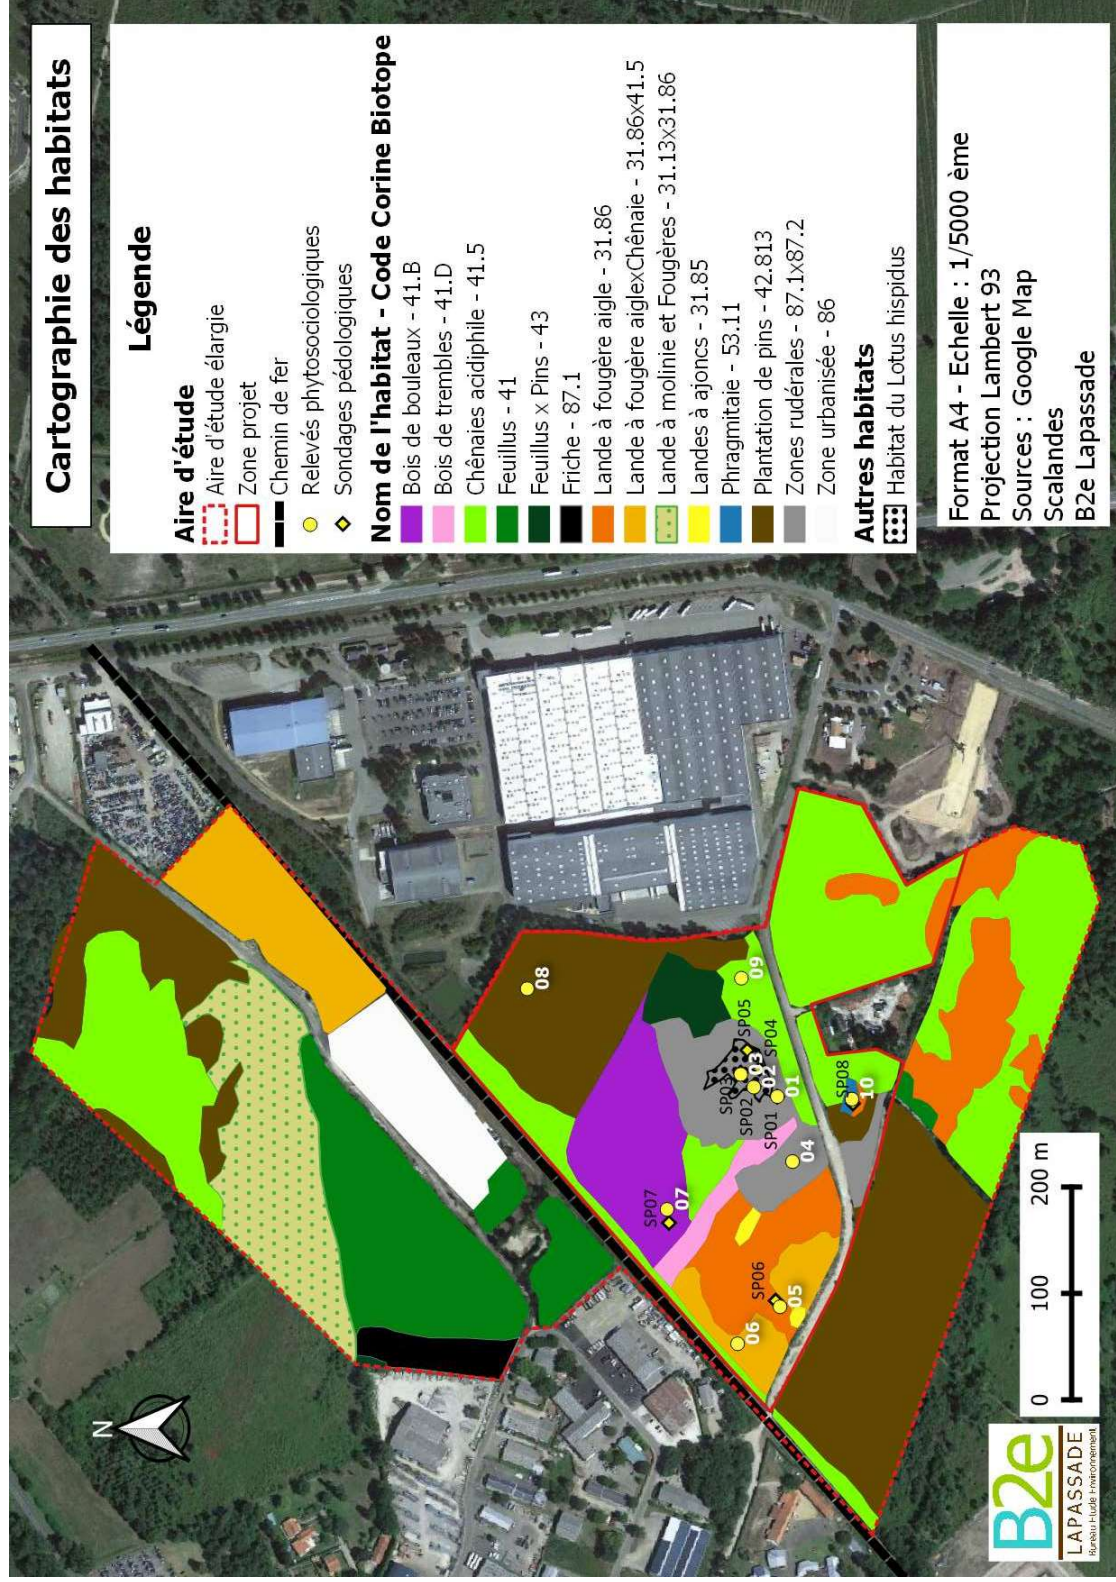 Cartographie des habitats
Légende
Aire d'étude
Aire d'étude élargie
Zone projet
Chemin de fer
Relevés phytosociologiques
Sondages pédologiques
Nom de l'habitat - Code Corine Biotope
Bois de bouleaux - 41.B
Bois de trembles - 41.D
Chênaies acidiphile - 41.5
Feuillus - 41
Feuillus x Pins - 43
Friche - 87.1
Lande à fougère aigle - 31.86
Lande à fougère aiglexChênaie - 31.86x41.5
Lande à molinie et Fougères - 31.13x31.86
Landes à ajoncs - 31.85
Phragmitaie - 53.11
Plantation de pins - 42.813
Zones rudérales - 87.1x87.2
Zone urbanisée - 86
Autres habitats
Habitat du Lotus hispidus
Format A4 - Echelle : 1/5000 ème
Projection Lambert 93
Sources : Google Map
Scalandes
B2e Lapassade
N
08
09
SP05
SP04
03
SP03
02
SP02
01
SP01
SP08
10
04
SP07
07
SP06
05
06
0 100 200 m
B2e
LAPASSADE
Bureau Etude Environnement